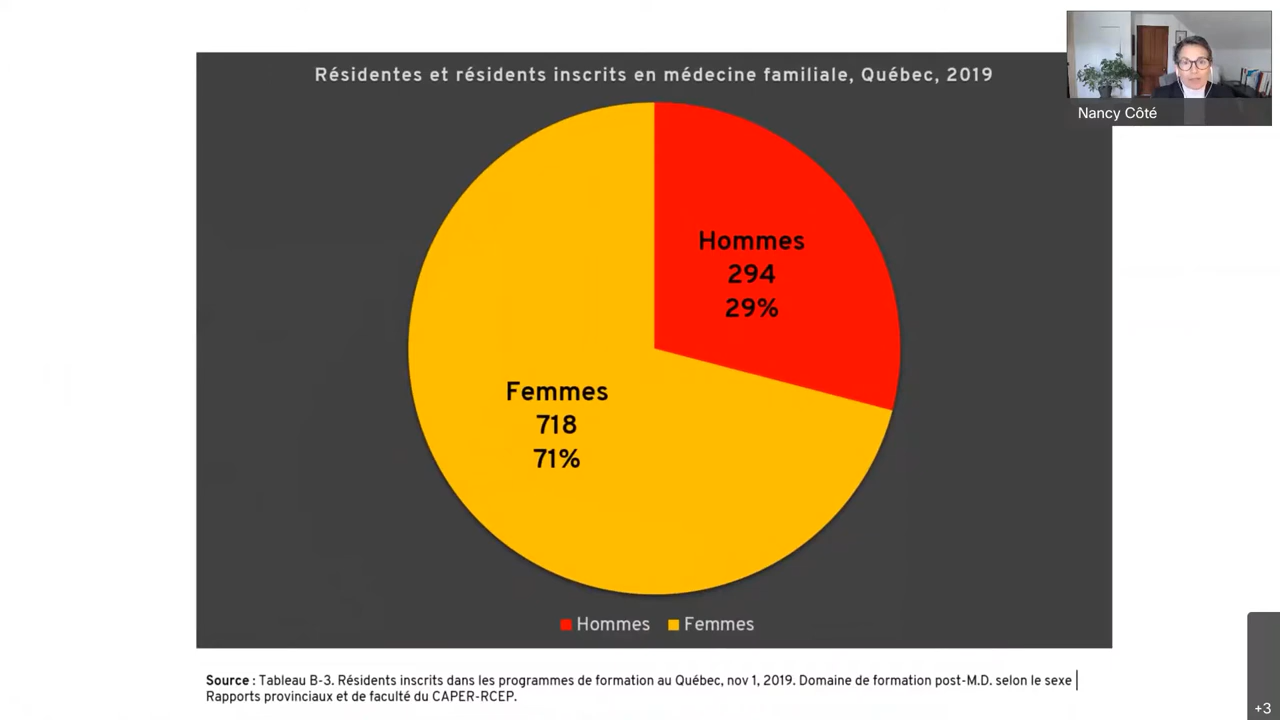 Résidentes et résidents inscrits en médecine familiale, Québec, 2019
Nancy Côté
Hommes
294
29%
Femmes
718
71%
Hommes Femmes
Source : Tableau B-3. Résidents inscrits dans les programmes de formation au Québec, nov 1, 2019. Domaine de formation post-M.D. selon le sexe
Rapports provinciaux et de faculté du CAPER-RCEP.
+3